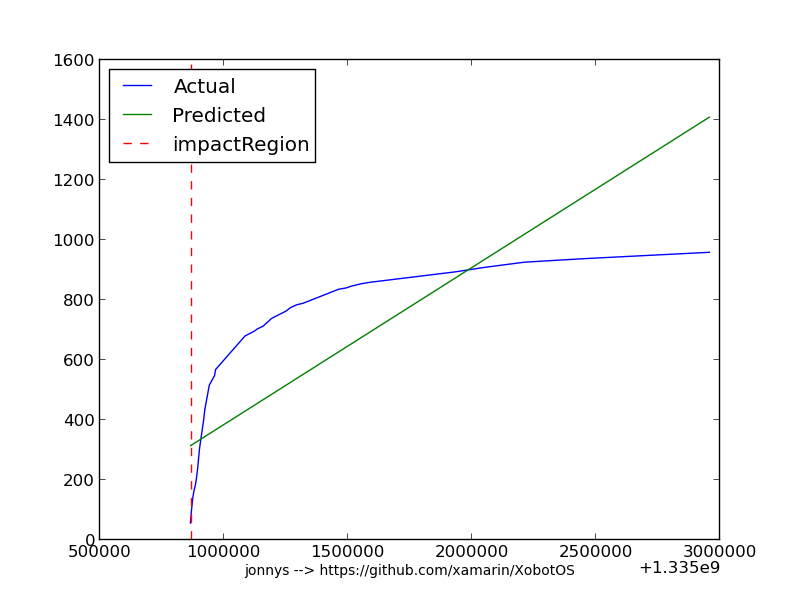 1600
1400
1200
1000
800
600
400
200
0
Actual
Predicted
impactRegion
500000 1000000 1500000 2000000 2500000 3000000
+1.335e9
jonnys --> https://github.com/xamarin/XobotOS